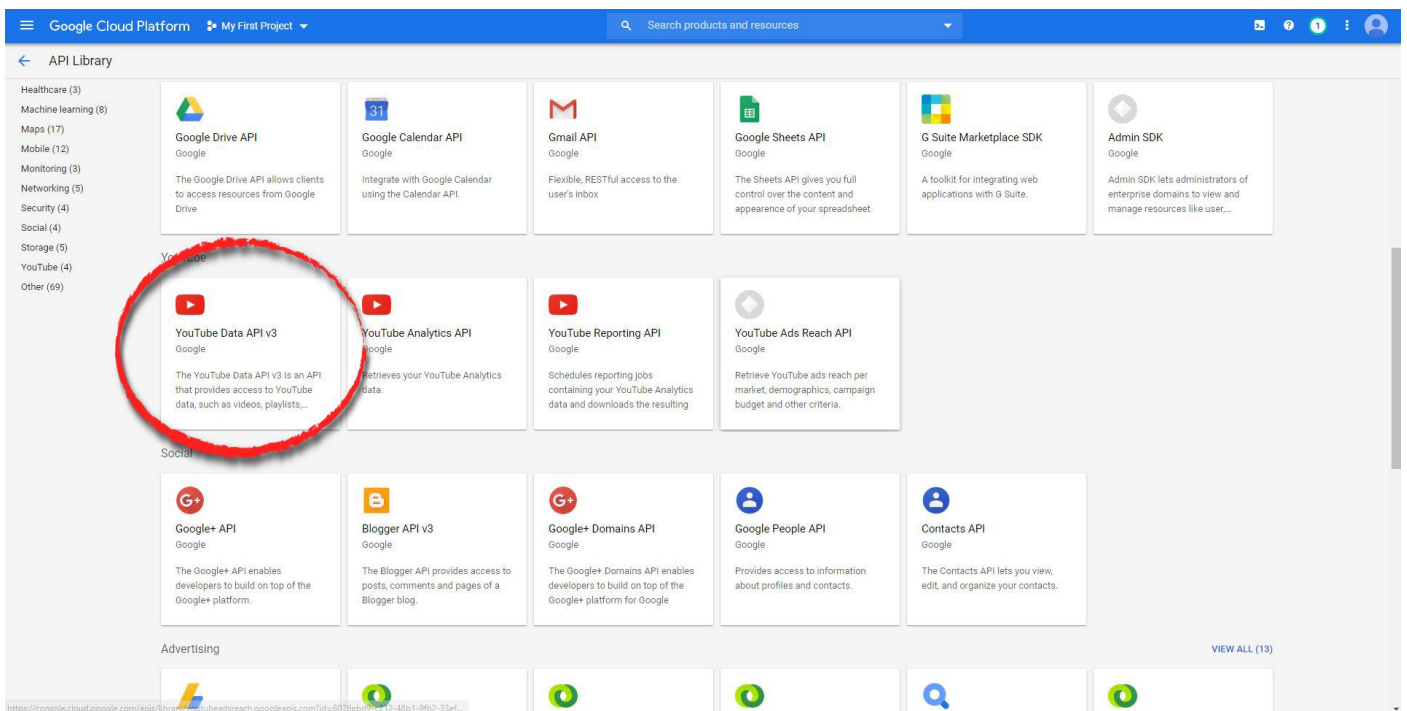 Google Cloud Platform My First Project Search products and resources 1
API Library
Healthcare (3)
Machine learning (8)
Maps (17)
Mobile (12)
Monitoring (3)
Networking (5)
Security (4)
Social (4)
Storage (5)
YouTube (4)
Other (69)
31
Google Drive API
Google
The Google Drive API allows clients
to access resources from Google
Drive
Google Calendar API
Google
Integrate with Google Calendar
using the Calendar API.
Gmail API
Google
Flexible, RESTful access to the
user's inbox
Google Sheets API
Google
The Sheets API gives you full
control over the content and
appearence of your spreadsheet
G Suite Marketplace SDK
Google
A toolkit for integrating web
applications with G Suite.
Admin SDK
Google
Admin SDK lets administrators of
enterprise domains to view and
manage resources like user,...
YouTube
YouTube Data API v3
Google
The YouTube Data API v3 is an API
that provides access to YouTube
data, such as videos, playlists,...
YouTube Analytics API
Google
Retrieves your YouTube Analytics
data.
YouTube Reporting API
Google
Schedules reporting jobs
containing your YouTube Analytics
data and downloads the resulting
YouTube Ads Reach API
Google
Retrieve YouTube ads reach per
market, demographics, campaign
budget and other criteria.
Social
G+
Google+ API
Google
The Google+ API enables
developers to build on top of the
Google+ platform.
Blogger API v3
Google
The Blogger API provides access to
posts, comments and pages of a
Blogger blog.
G+
Google+ Domains API
Google
The Google+ Domains API enables
developers to build on top of the
Google+ platform for Google
Google People API
Google
Provides access to information
about profiles and contacts.
Contacts API
Google
The Contacts API lets you view,
edit, and organize your contacts.
Advertising VIEW ALL (13)